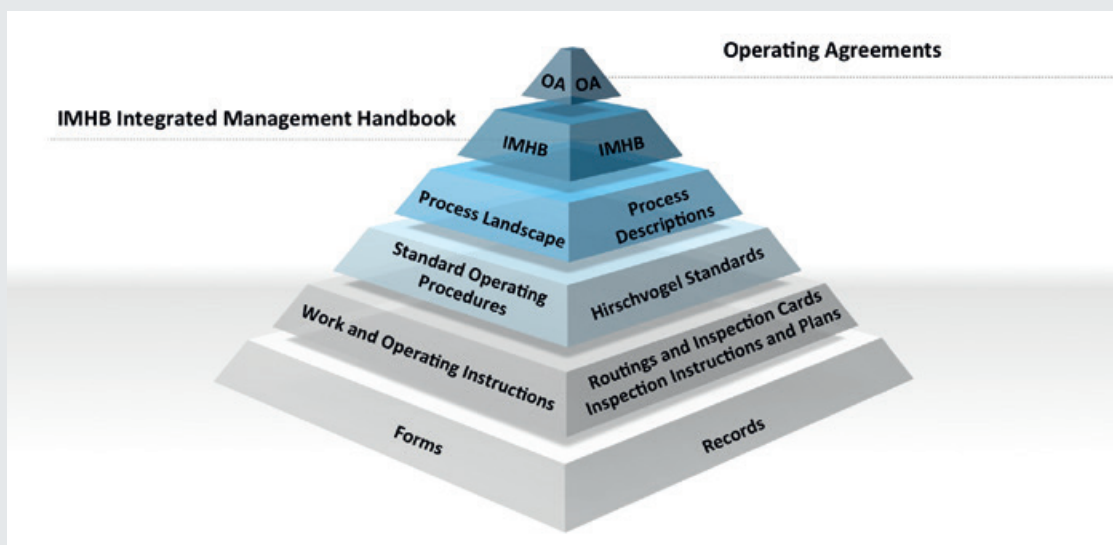 Operating Agreements
OA OA
IMHB Integrated Management Handbook
IMHB IMHB
Process Landscape
Process
Descriptions
Standard Operating
Procedures
Hirschvogel Standards
Work and Operating Instructions
Routings and Inspection Cards
Inspection Instructions and Plans
Forms
Records